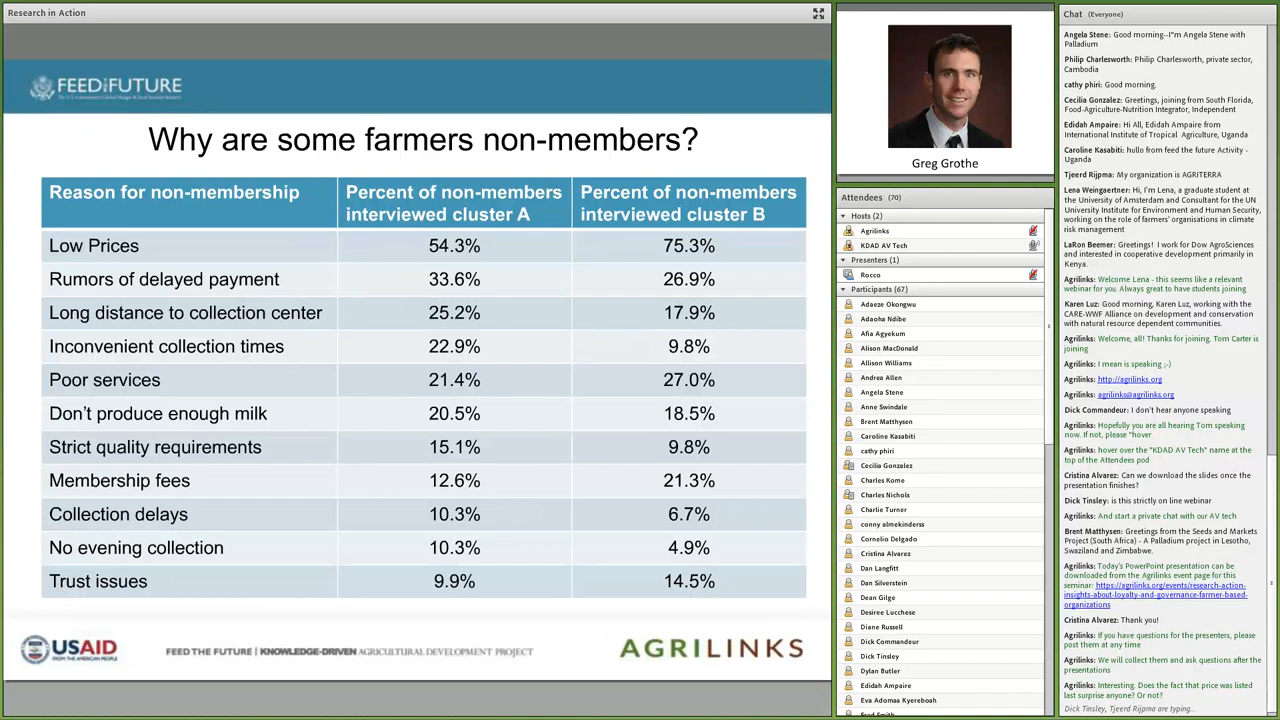 Research in Action
FEED THE FUTURE
Why are some farmers non-members?
Reason for non-membership
Percent of non-members
interviewed cluster A
Percent of non-members
interviewed cluster B
Low Prices 54.3% 75.3%
Rumors of delayed payment 33.6% 26.9%
Long distance to collection center 25.2% 17.9%
Inconvenient collection times 22.9% 9.8%
Poor services 21.4% 27.0%
Don't produce enough milk 20.5% 18.5%
Strict quality requirements 15.1% 9.8%
Membership fees 12.6% 21.3%
Collection delays 10.3% 6.7%
No evening collection 10.3% 4.9%
Trust issues 9.9% 14.5%
USAID
FROM THE AMERICAN PEOPLE
FEED THE FUTURE | KNOWLEDGE-DRIVEN AGRICULTURAL DEVELOPMENT PROJECT
AGRILINKS
Greg Grothe
Attendees (70)
Hosts (2)
Agrilinks
KDAD AV Tech
Presenters (1)
Rocco
Participants (67)
Adaeze Okongwu
Adaoha Ndibe
Afia Agyekum
Alison MacDonald
Allison Williams
Andrea Allen
Angela Stene
Anne Swindale
Brent Matthysen
Caroline Kasabiti
cathy phiri
Cecilia Gonzalez
Charles Kome
Charles Nichols
Charlie Turner
conny almekinderss
Cornelio Delgado
Cristina Alvarez
Dan Langfitt
Dan Silverstein
Dean Gilge
Desiree Lucchese
Diane Russell
Dick Commandeur
Dick Tinsley
Dylan Butler
Edidah Ampaire
Eva Adomaa Kyereboah
Chat (Everyone)
Angela Stene: Good morning--I"m Angela Stene with
Palladium
Philip Charlesworth: Philip Charlesworth, private sector,
Cambodia
cathy phiri: Good morning.
Cecilia Gonzalez: Greetings, joining from South Florida,
Food-Agriculture-Nutrition Integrator, Independent
Edidah Ampaire: Hi All, Edidah Ampaire from
International Institute of Tropical Agriculture, Uganda
Caroline Kasabiti: hullo from feed the future Activity -
Uganda
Tjeerd Rijpma: My organization is AGRITERRA
Lena Weingaertner: Hi, I'm Lena, a graduate student at
the University of Amsterdam and Consultant for the UN
University Institute for Environment and Human Security,
working on the role of farmers' organisations in climate
risk management
LaRon Beemer: Greetings! I work for Dow AgroSciences
and interested in cooperative development primarily in
Kenya.
Agrilinks: Welcome Lena - this seems like a relevant
webinar for you. Always great to have students joining
Karen Luz: Good morning, Karen Luz, working with the
CARE-WWF Alliance on development and conservation
with natural resource dependent communities.
Agrilinks: Welcome, all! Thanks for joining. Tom Carter is
joining
Agrilinks: I mean is speaking ;-)
Agrilinks: http://agrilinks.org
Agrilinks: agrilinks@agrilinks.org
Dick Commandeur: I don't hear anyone speaking
Agrilinks: Hopefully you are all hearing Tom speaking
now. If not, please "hover
Agrilinks: hover over the "KDAD AV Tech" name at the
top of the Attendees pod
Cristina Alvarez: Can we download the slides once the
presentation finishes?
Dick Tinsley: is this strictly on line webinar
Agrilinks: And start a private chat with our AV tech
Brent Matthysen: Greetings from the Seeds and Markets
Project (South Africa) - A Palladium project in Lesotho,
Swaziland and Zimbabwe.
Agrilinks: Today's PowerPoint presentation can be
downloaded from the Agrilinks event page for this
seminar: https://agrilinks.org/events/research-action-
insights-about-loyalty-and-governance-farmer-based-
organizations
Cristina Alvarez: Thank you!
Agrilinks: If you have questions for the presenters, please
post them at any time
Agrilinks: We will collect them and ask questions after the
presentations
Agrilinks: Interesting. Does the fact that price was listed
last surprise anyone? Or not?
Dick Tinsley, Tjeerd Rijpma are typing...